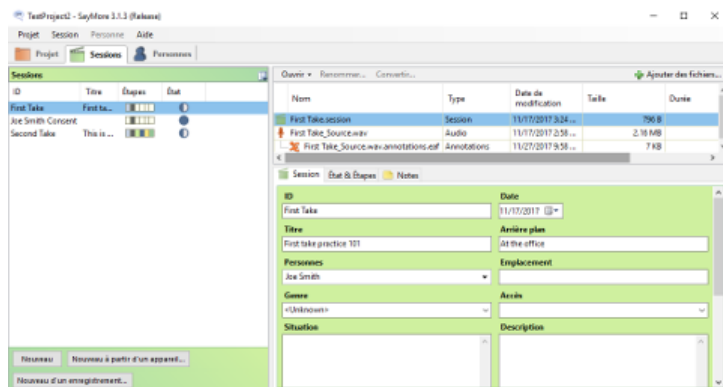 TestProject2 - SayMore 3.1.3 (Release)
Projet Session Personne Aide
Projet Sessions Personnes
Sessions
ID Titre Étapes État
First Take First ta...
Joe Smith Consent
Second Take This is ...
Nouveau Nouveau à partir d'un appareil...
Nouveau d'un enregistrement...
Ouvrir Renommer... Convertir... Ajouter des fichiers...
Nom Type Date de modification Taille Durée
First Take.session Session 11/17/2017 3:24 ... 796 B
First Take_Source.wav Audio 11/17/2017 2:58 ... 2.16 MB
First Take_Source.wav.annotations.eaf Annotations 11/27/2017 9:58 ... 7 KB
Session État & Étapes Notes
ID Date
First Take 11/17/2017
Titre Arrière plan
First take practice 101 At the office
Personnes Emplacement
Joe Smith
Genre Accès
<Unknown>
Situation Description